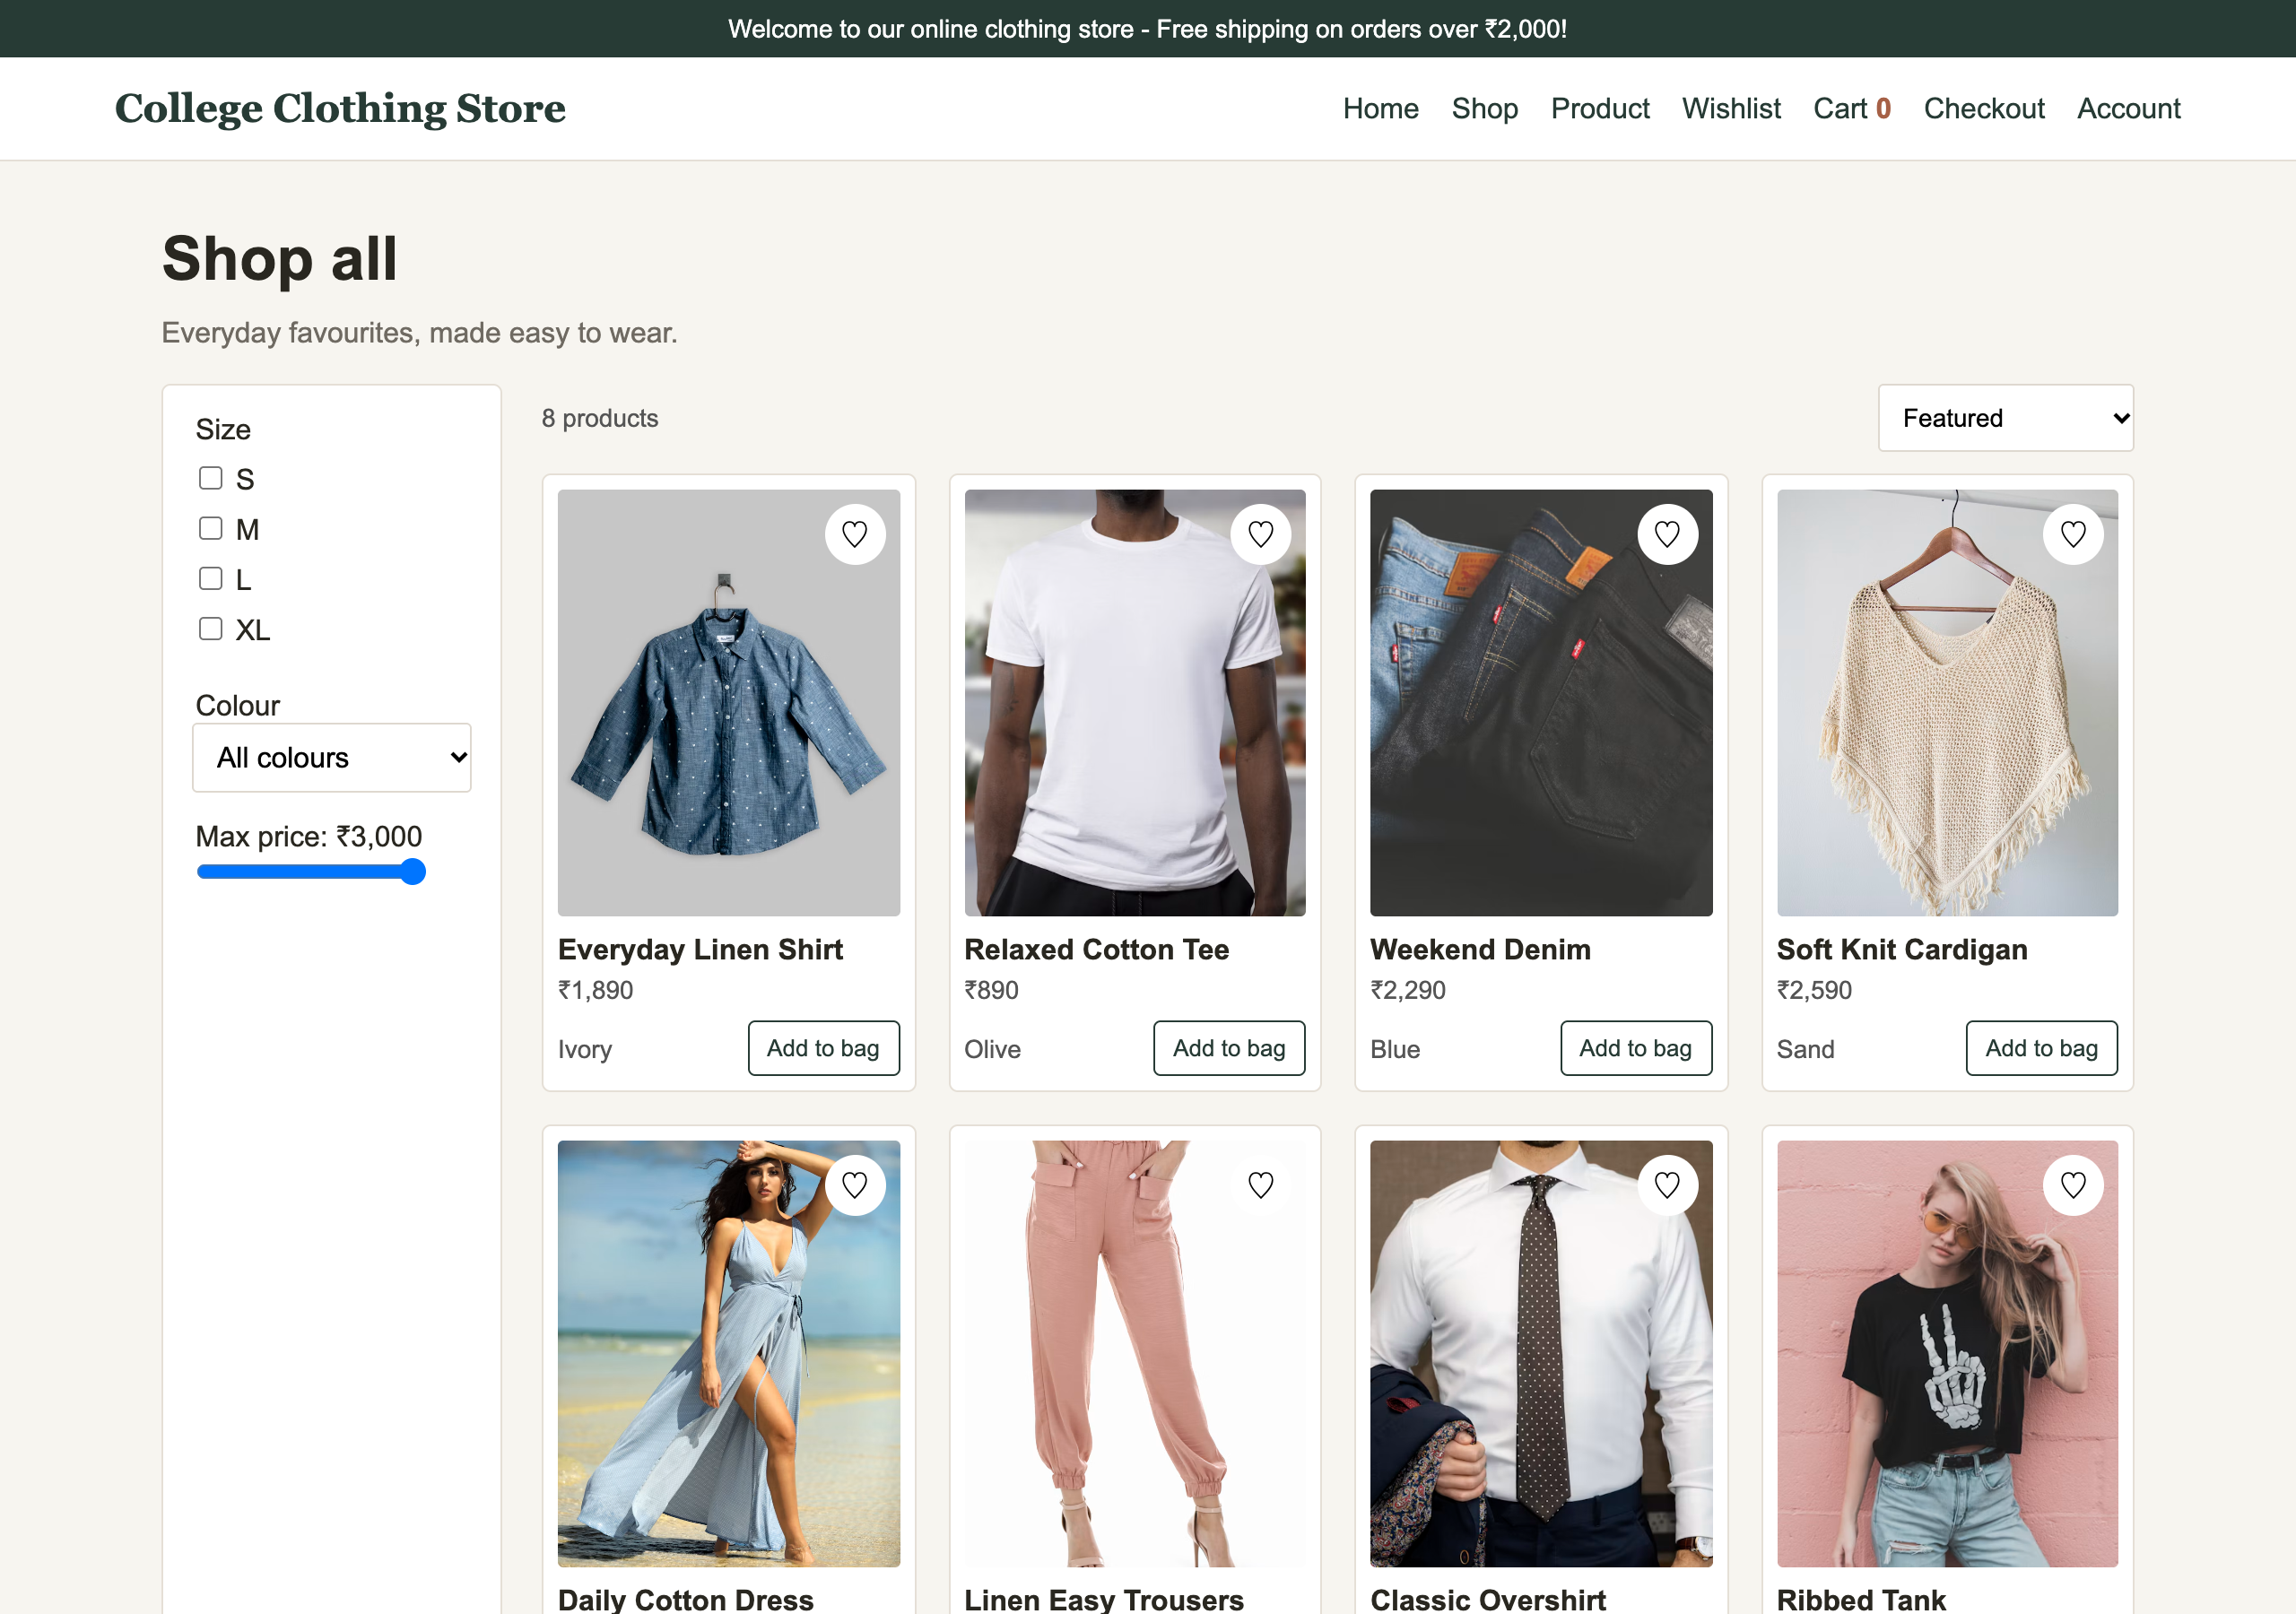 Welcome to our online clothing store - Free shipping on orders over ₹2,000!
College Clothing Store
Home Shop Product Wishlist Cart 0 Checkout Account
Shop all
Everyday favourites, made easy to wear.
Size
S
M
L
XL
Colour
All colours
Max price: ₹3,000
8 products
Featured
Everyday Linen Shirt
₹1,890
Ivory
Add to bag
Relaxed Cotton Tee
₹890
Olive
Add to bag
Weekend Denim
₹2,290
Blue
Add to bag
Soft Knit Cardigan
₹2,590
Sand
Add to bag
Daily Cotton Dress
Linen Easy Trousers
Classic Overshirt
Ribbed Tank